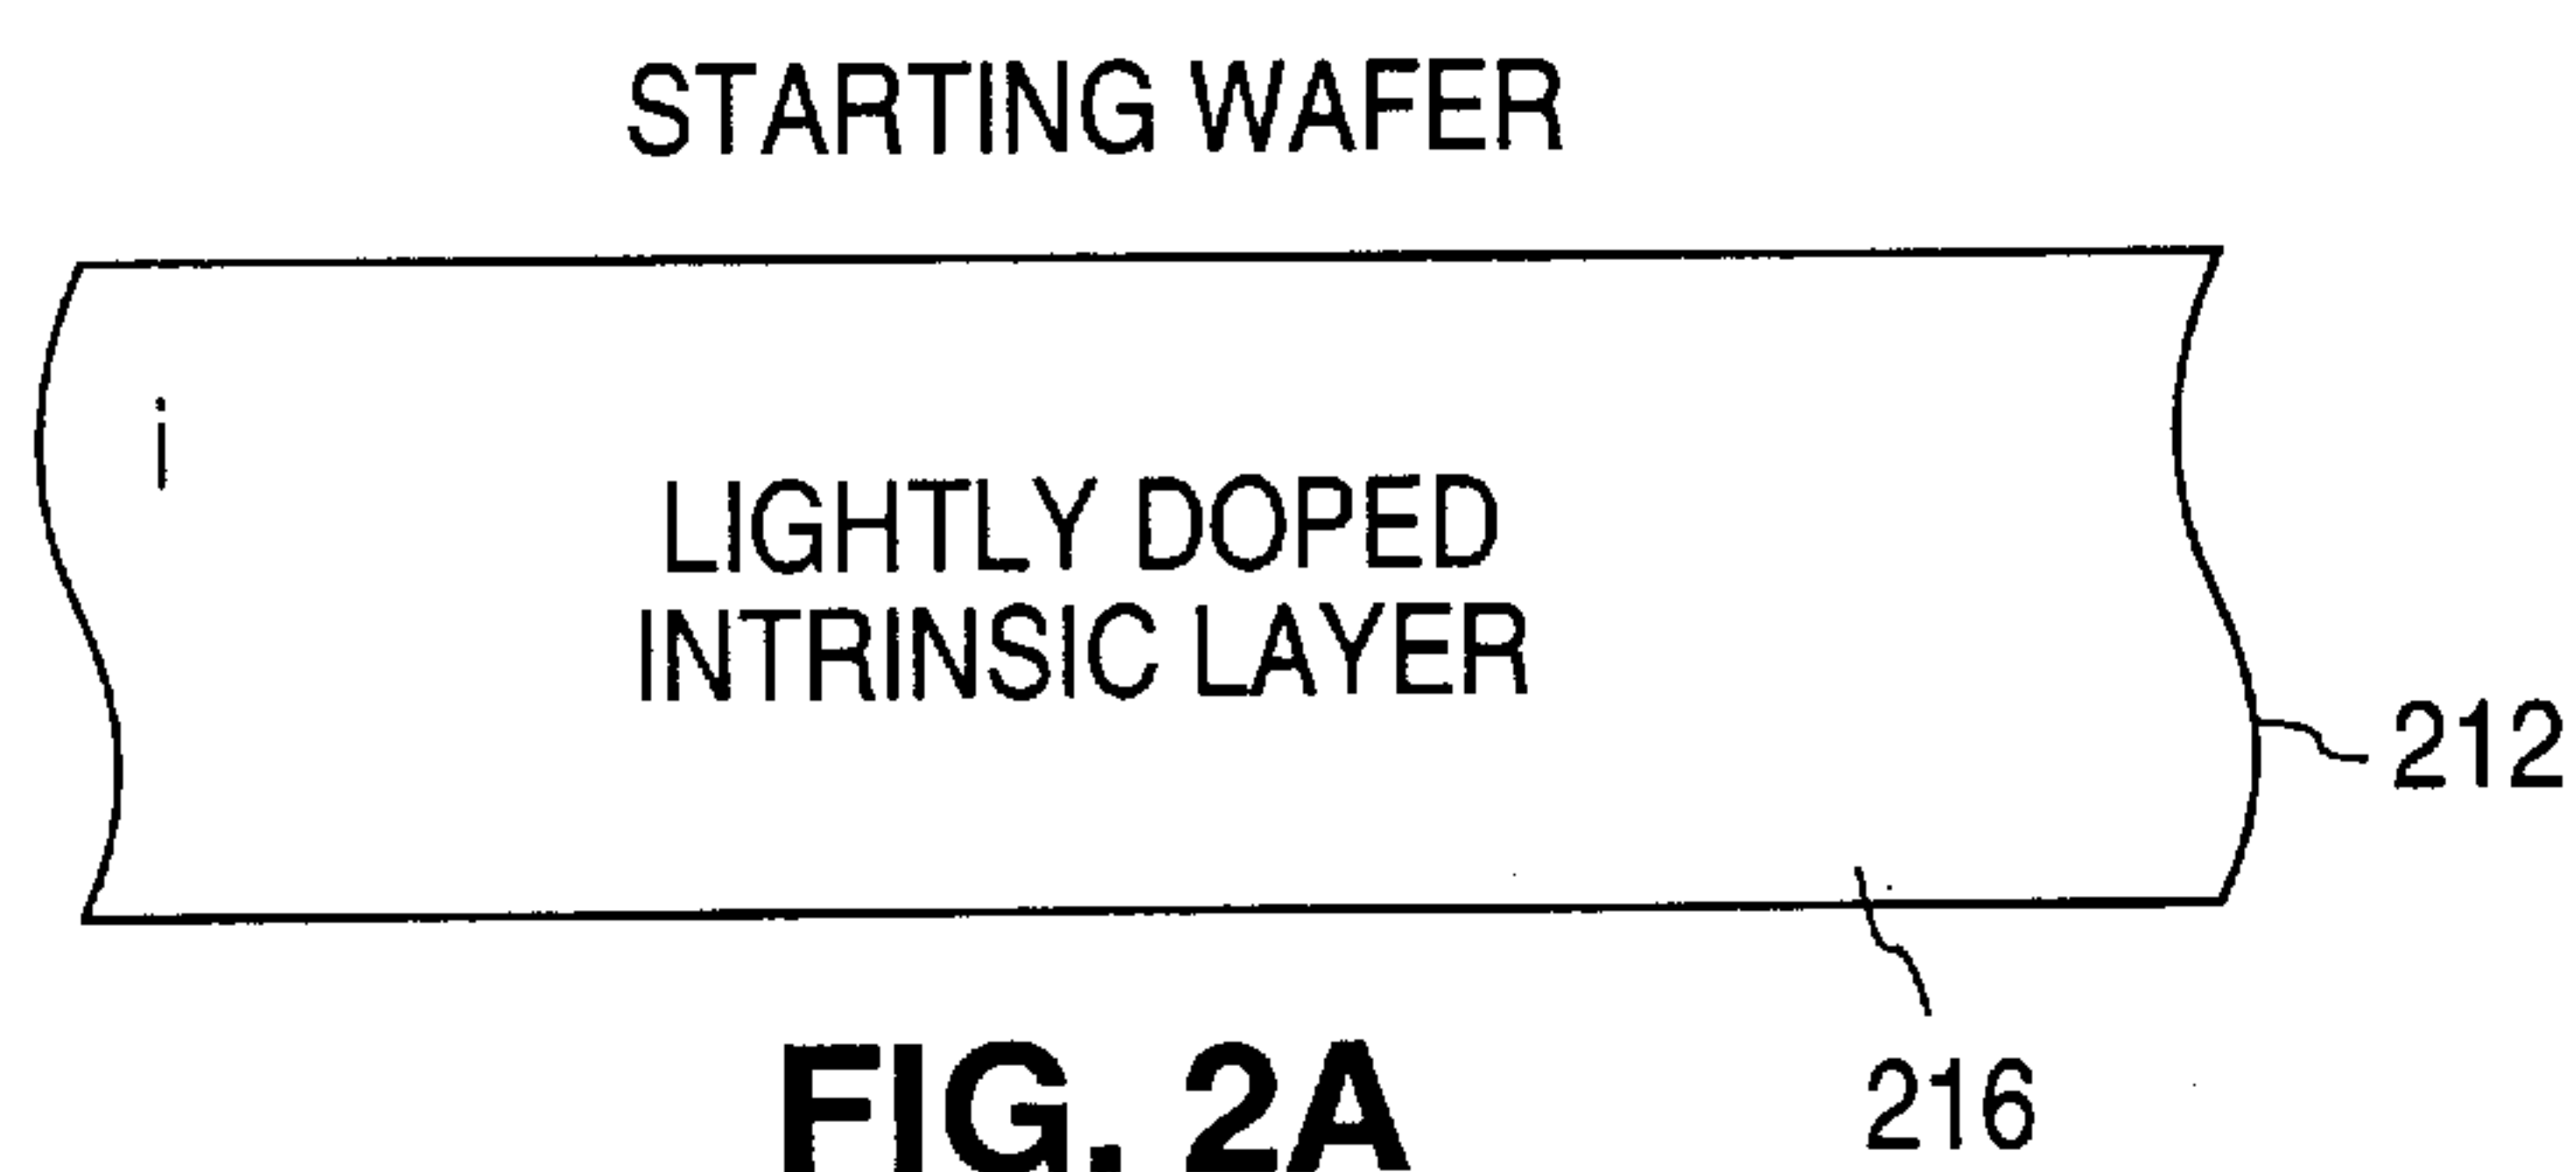 STARTING WAFER
i
LIGHTLY DOPED
INTRINSIC LAYER
212
216
FIG. 2A